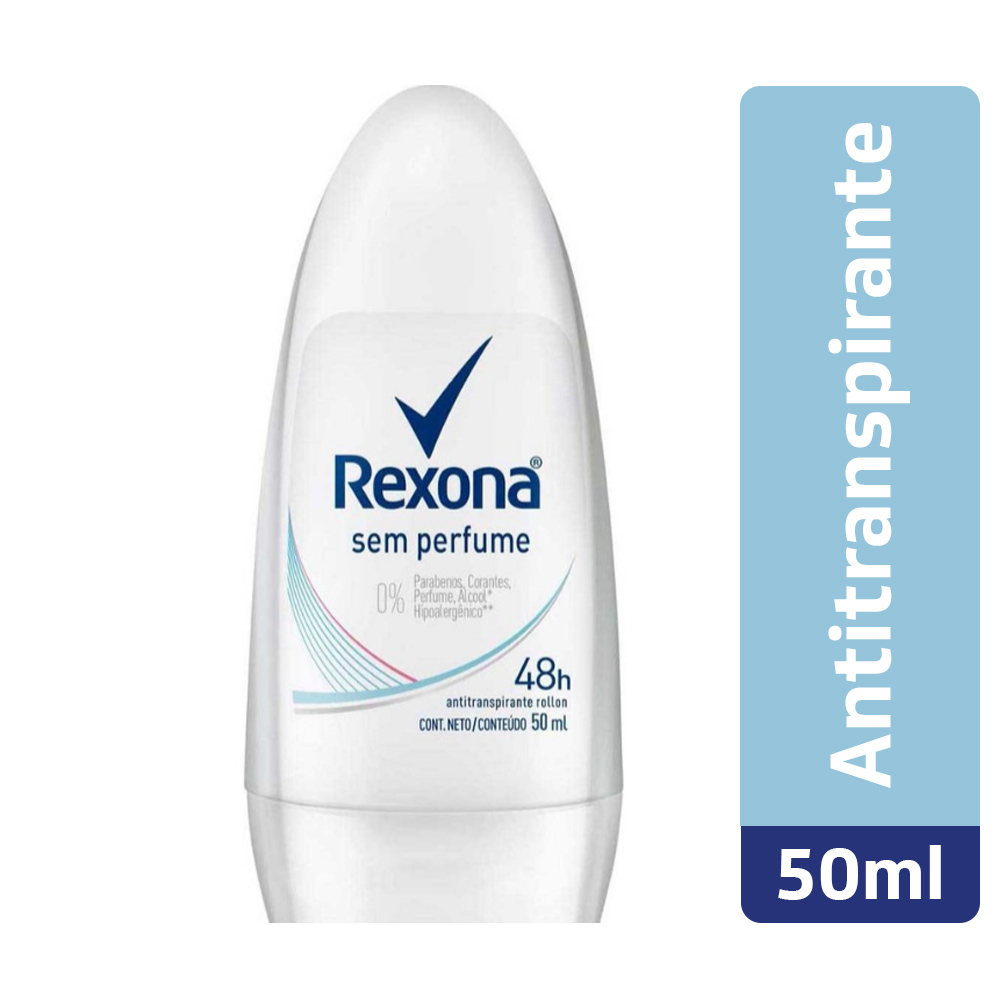 Rexona®
sem perfume
0%
Parabenos, Corantes,
Perfume, Álcool*
Hipoalergênico**
48h
antitranspirante rollon
CONT. NETO/CONTEÚDO 50 ml
Antitranspirante
50ml